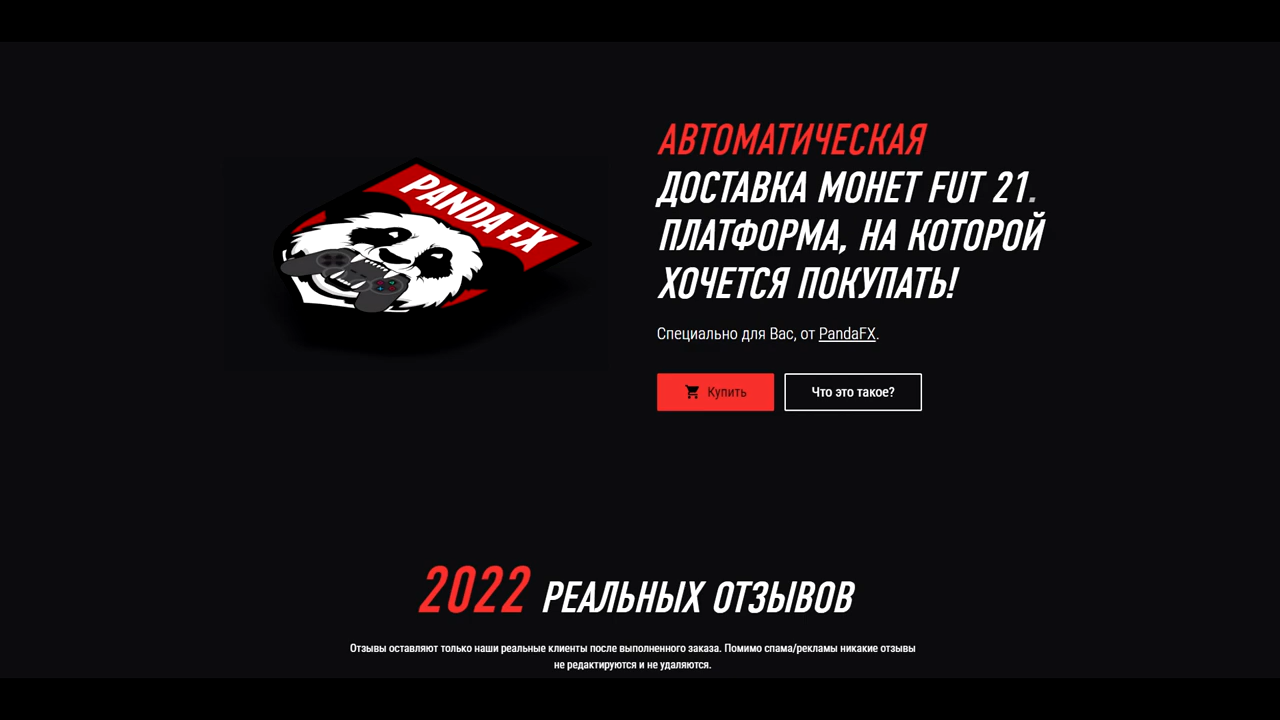 PANDA FX
АВТОМАТИЧЕСКАЯ
ДОСТАВКА МОНЕТ FUT 21.
ПЛАТФОРМА, НА КОТОРОЙ
ХОЧЕТСЯ ПОКУПАТЬ!
Специально для Вас, от PandaFX.
Купить
Что это такое?
2022 РЕАЛЬНЫХ ОТЗЫВОВ
Отзывы оставляют только наши реальные клиенты после выполненного заказа. Помимо спама/рекламы никакие отзывы
не редактируются и не удаляются.